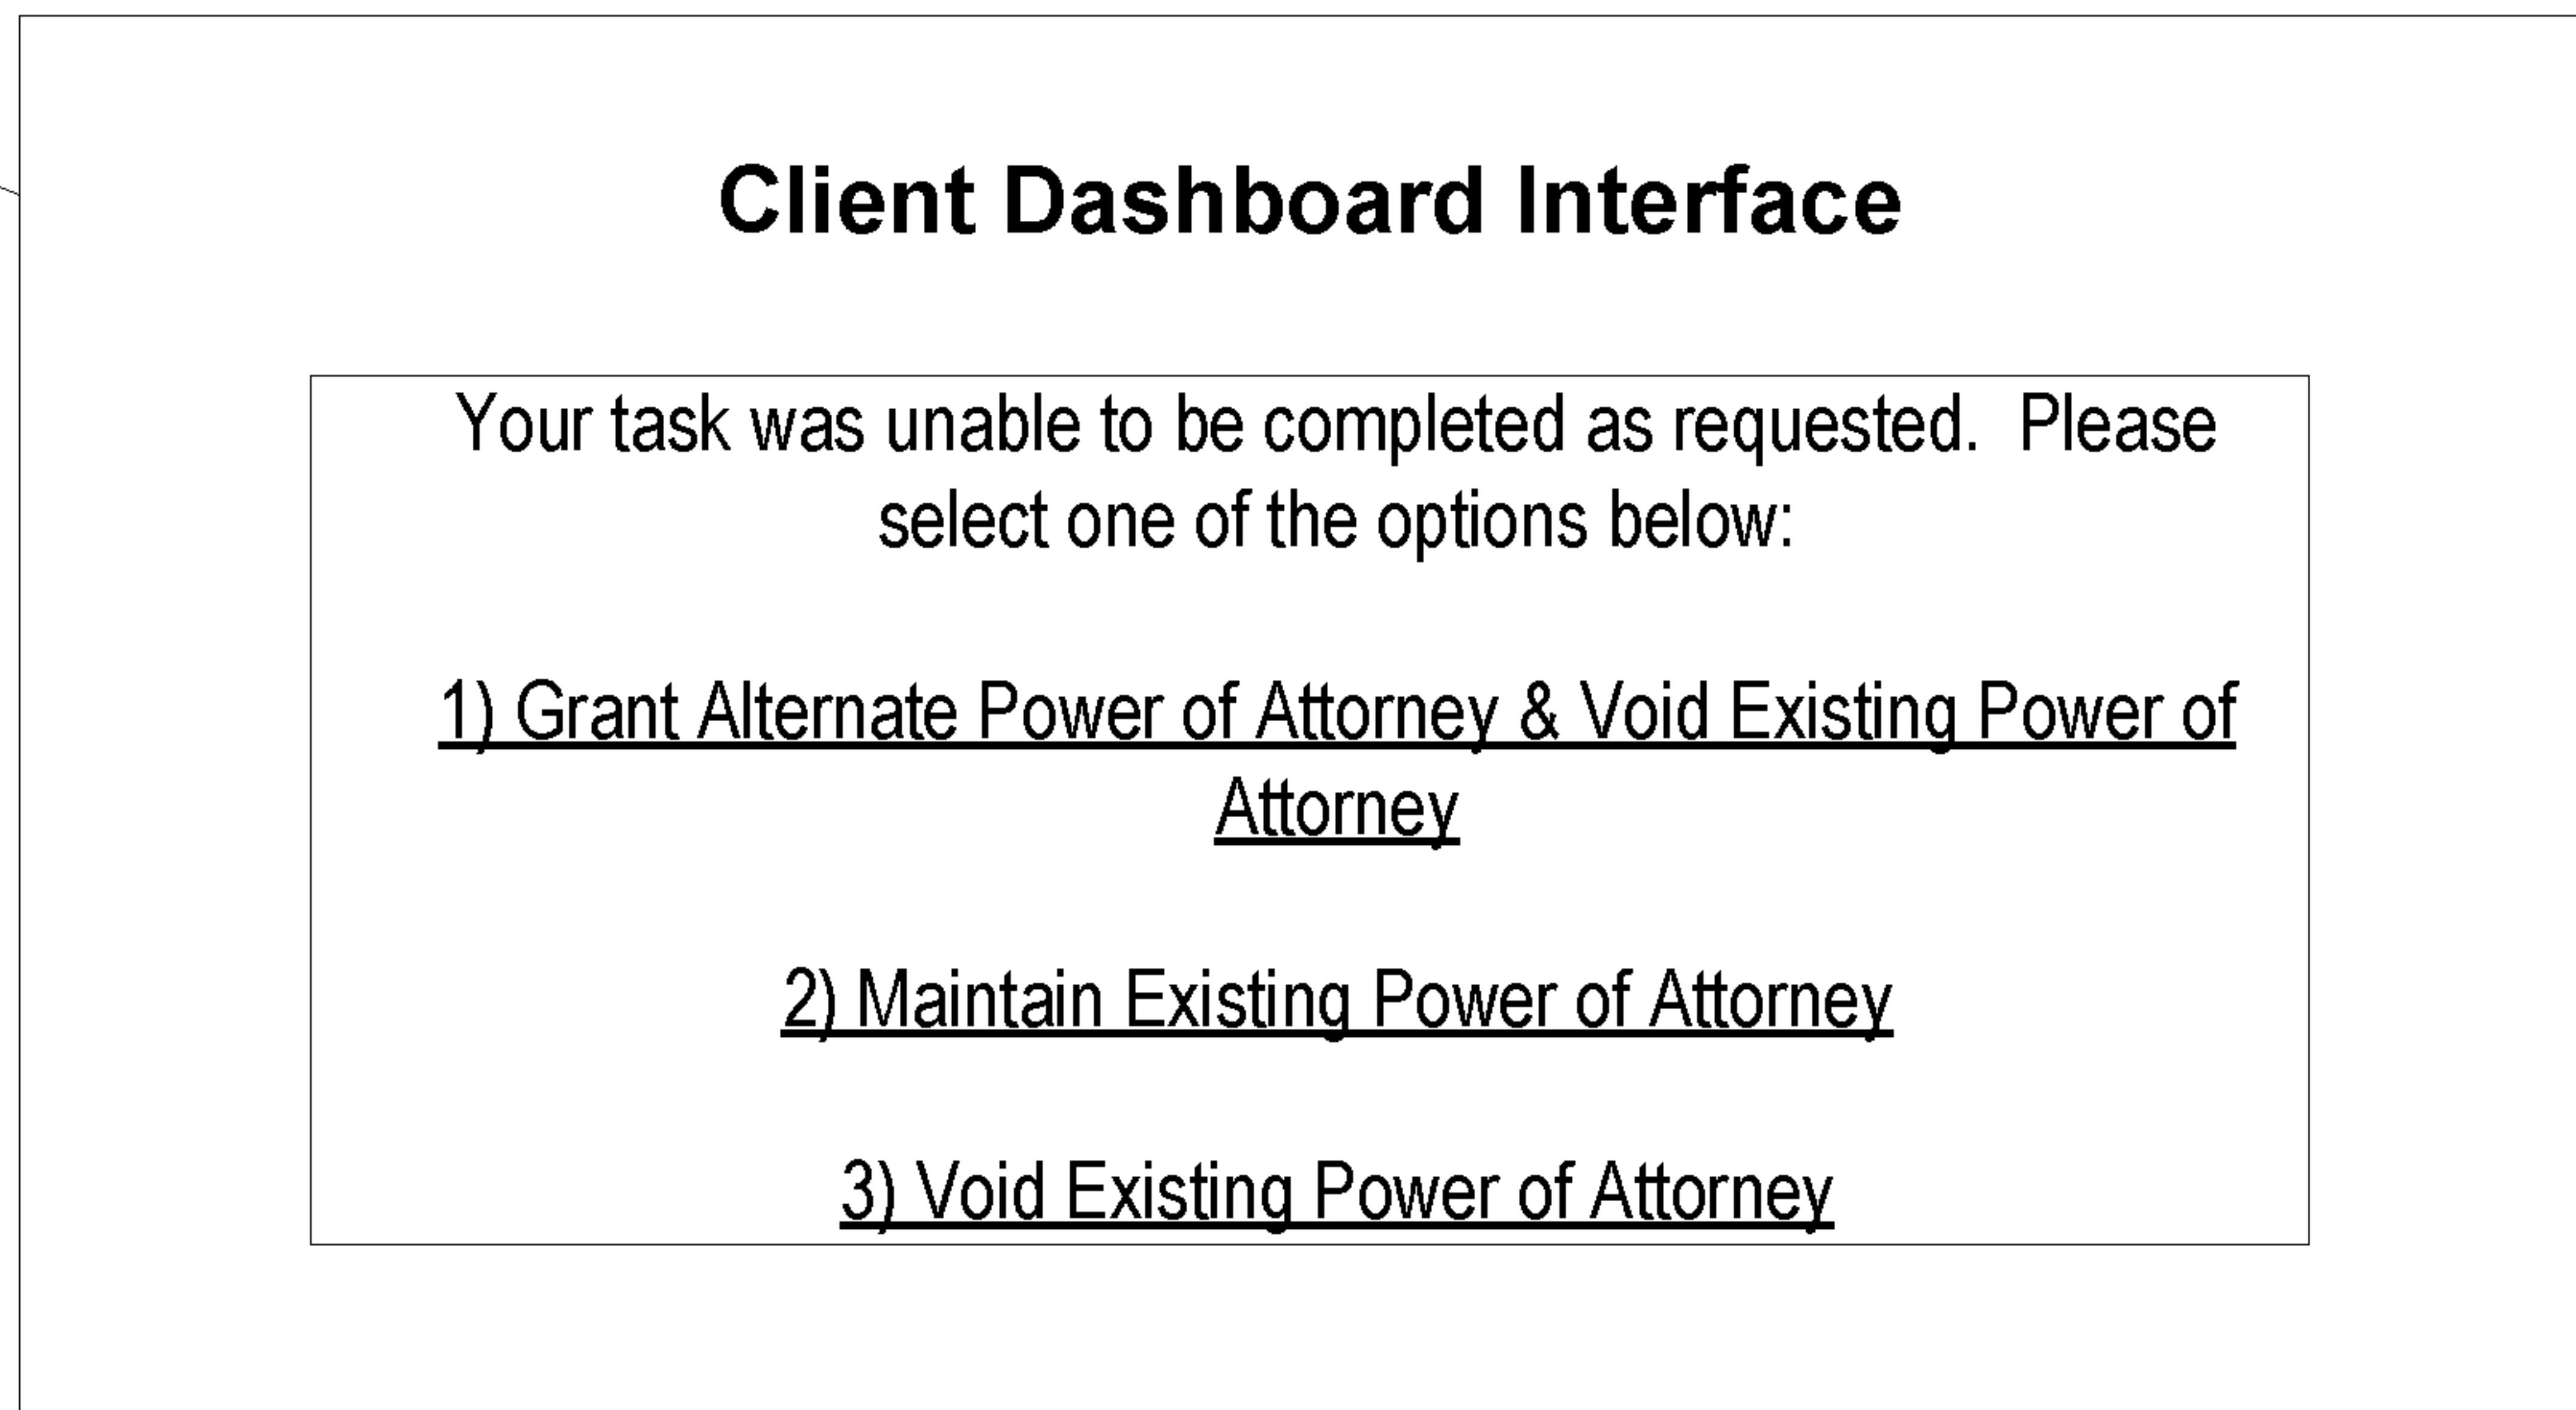 Client Dashboard Interface
Your task was unable to be completed as requested.  Please
select one of the options below:
1) Grant Alternate Power of Attorney & Void Existing Power of
Attorney
2) Maintain Existing Power of Attorney
3) Void Existing Power of Attorney